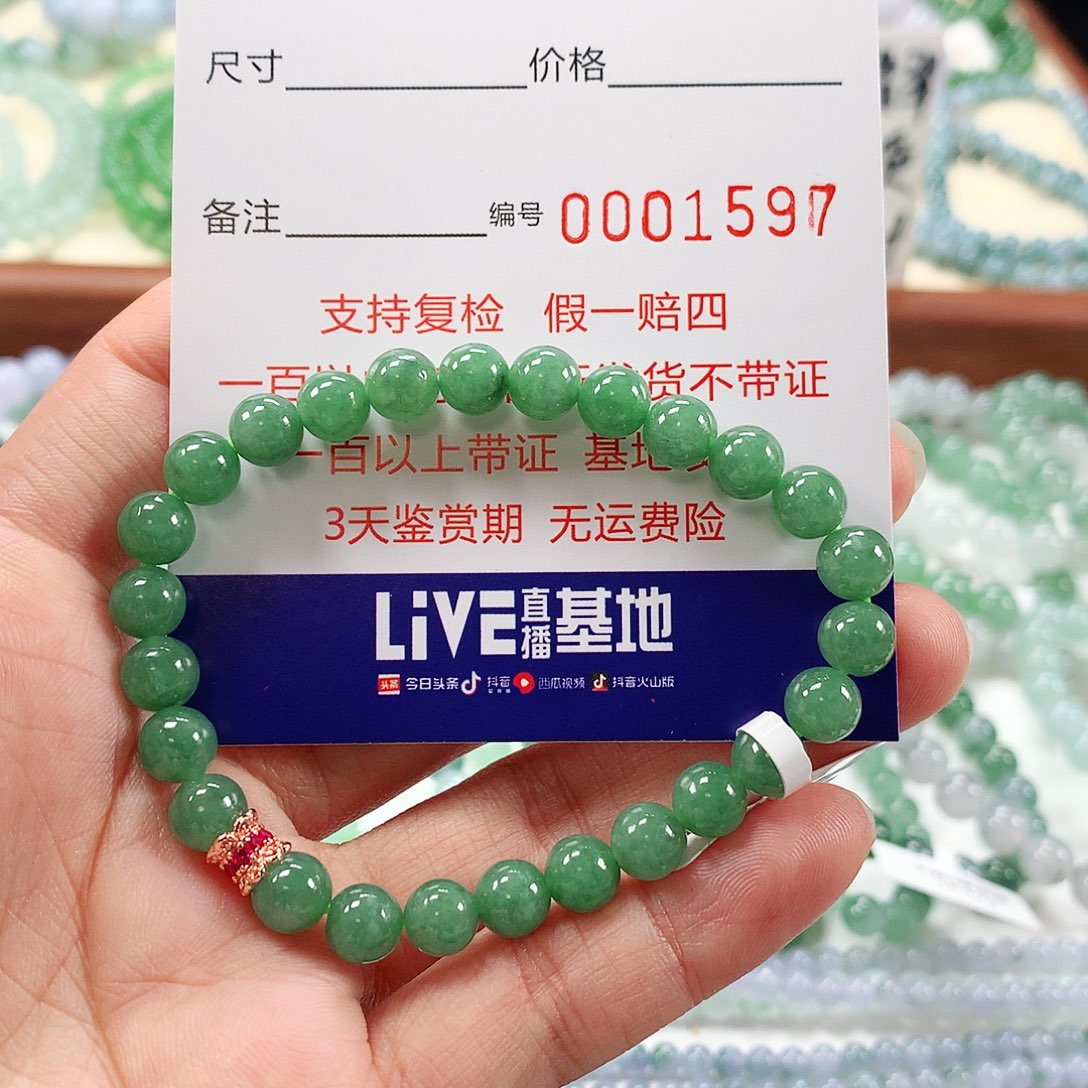 尺寸 价格
备注 编号 0001597
支持复检 假一赔四
一百以 发货不带证
一百以上带证 基地
3天鉴赏期 无运费险
LiVE直播基地
头条 今日头条 抖音 西瓜视频 抖音火山版